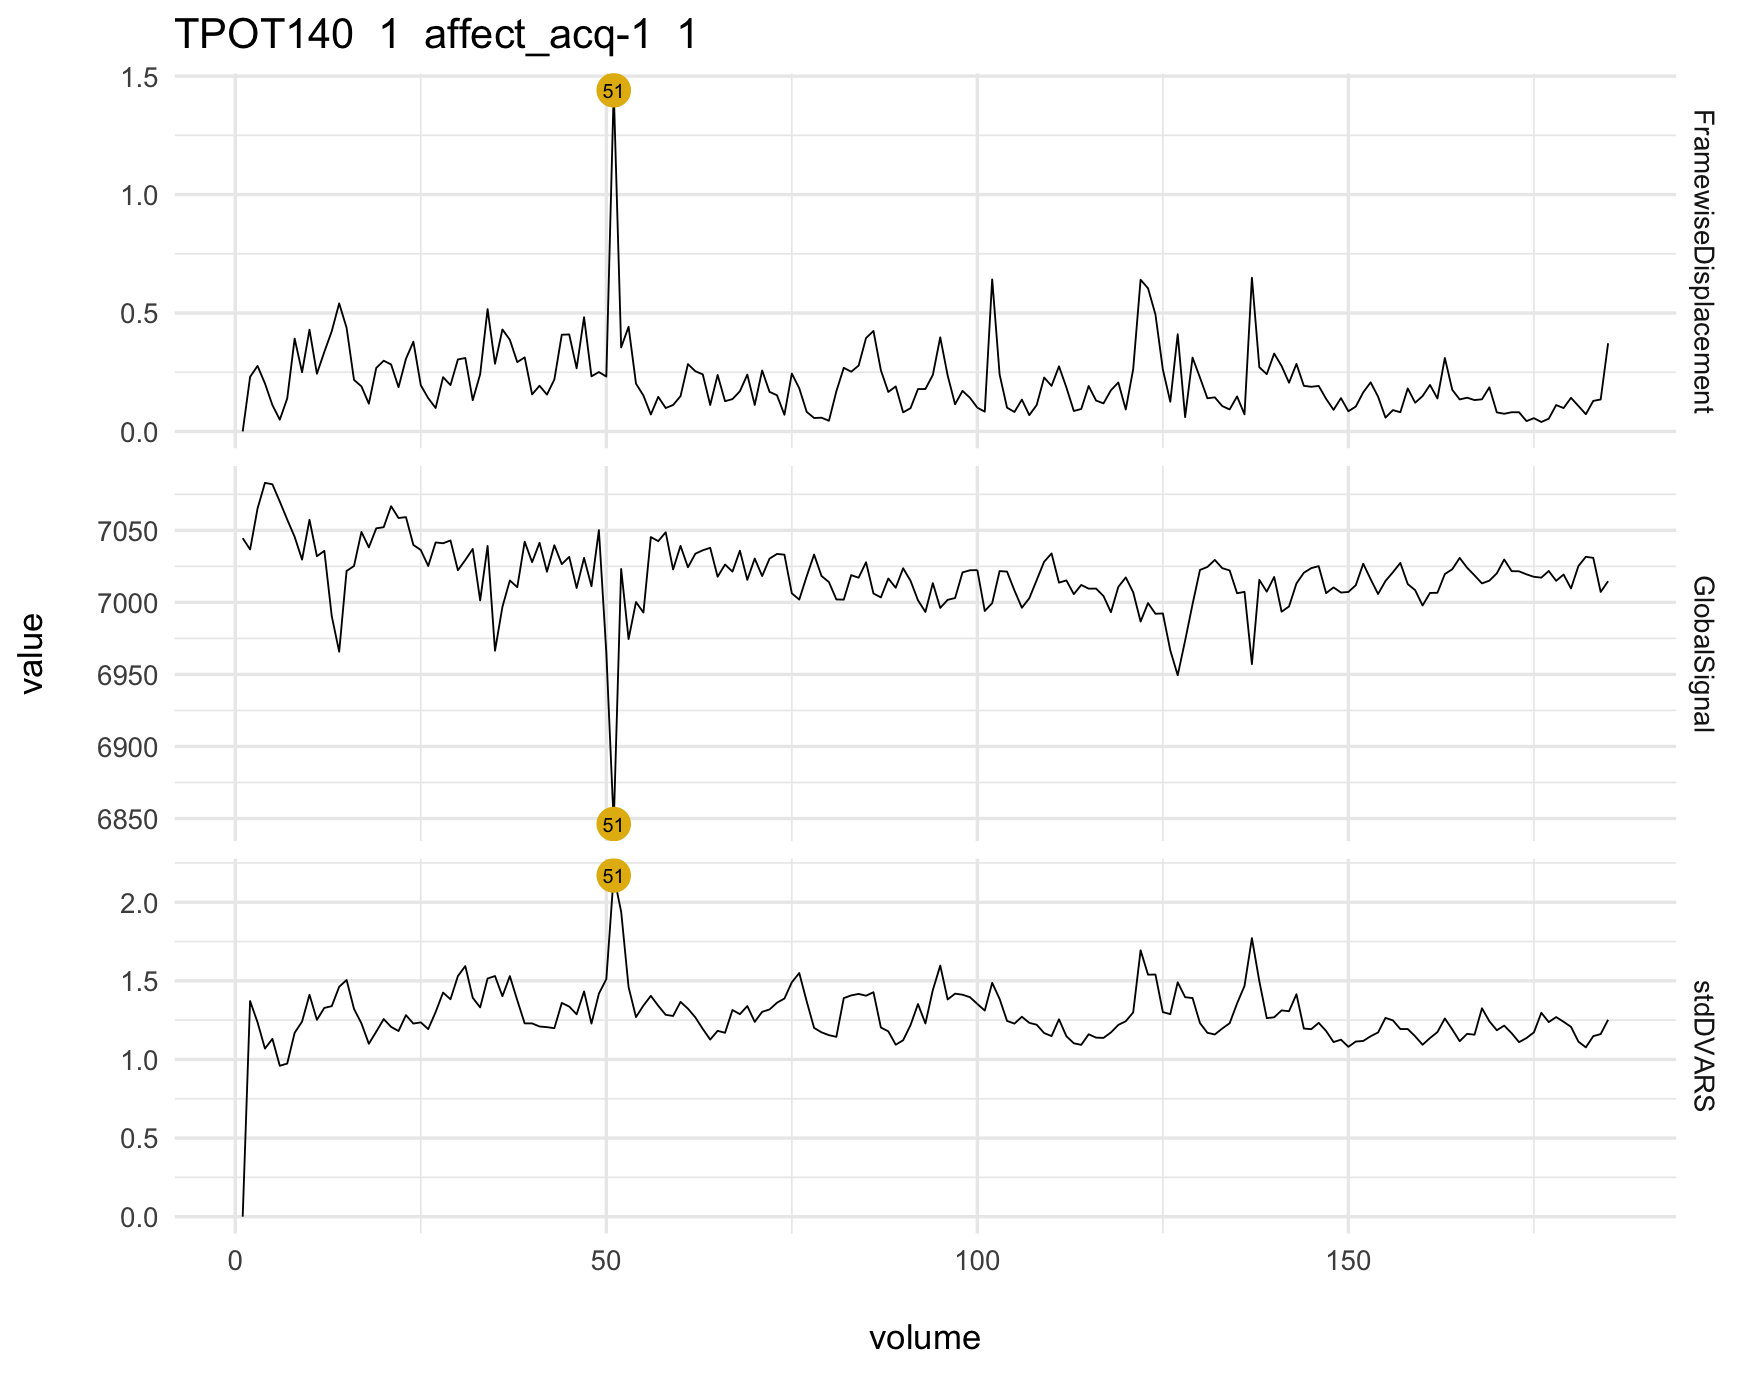 TPOT140 1 affect_acq-1 1
1.5
1.0
0.5
0.0
51
FramewiseDisplacement
7050
7000
6950
6900
6850
51
GlobalSignal
2.0
1.5
1.0
0.5
0.0
51
stdDVARS
value
0 50 100 150
volume